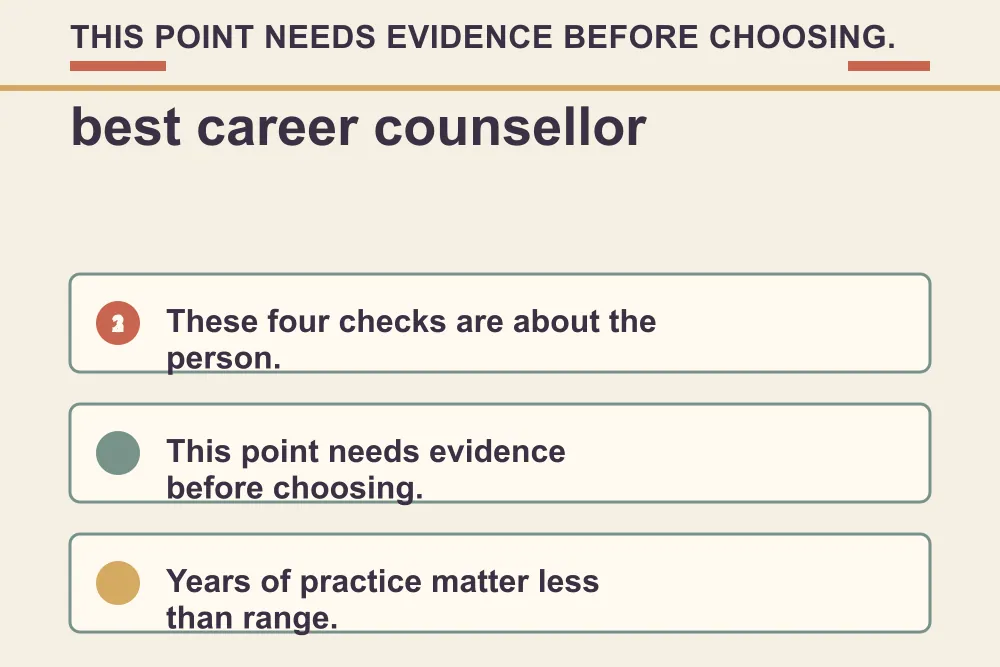 THIS POINT NEEDS EVIDENCE BEFORE CHOOSING.
best career counsellor
These four checks are about the
person.
This point needs evidence
before choosing.
Years of practice matter less
than range.